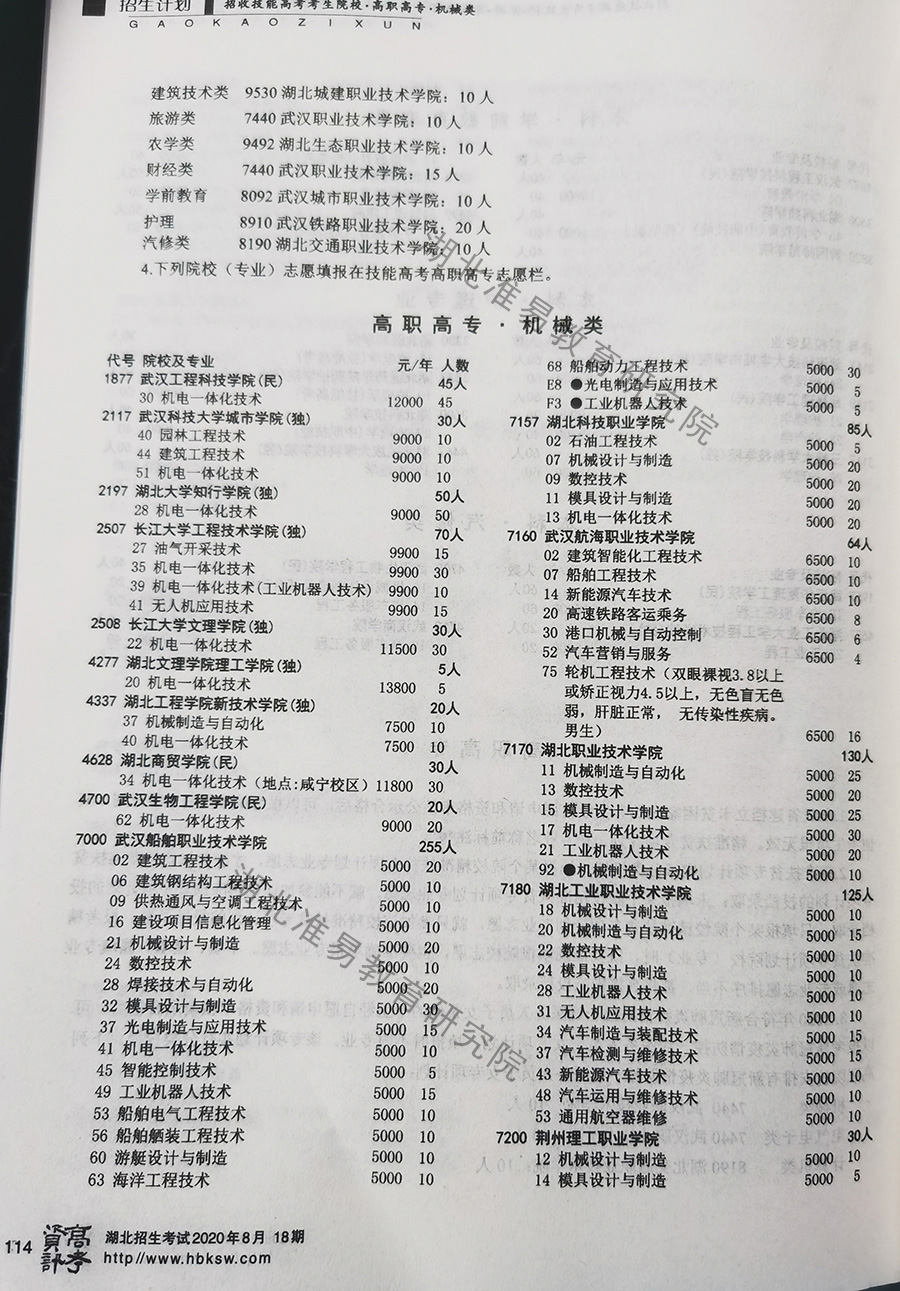 招生计划 招收技能高考考生院校·高职高专·机械类
GAOKAOZIXUN
建筑技术类 9530 湖北城建职业技术学院：10 人
旅游类 7440 武汉职业技术学院：10 人
农学类 9492 湖北生态职业技术学院：10 人
财经类 7440 武汉职业技术学院：15 人
学前教育 8092 武汉城市职业技术学院：10 人
护理 8910 武汉铁路职业技术学院：20 人
汽修类 8190 湖北交通职业技术学院：10 人
4.下列院校（专业）志愿填报在技能高考高职高专志愿栏。
高职高专·机械类
代号 院校及专业 元/年 人数
1877 武汉工程科技学院(民) 45人
30 机电一体化技术 12000 45
2117 武汉科技大学城市学院(独) 30人
40 园林工程技术 9000 10
44 建筑工程技术 9000 10
51 机电一体化技术 9000 10
2197 湖北大学知行学院(独) 50人
28 机电一体化技术 9000 50
2507 长江大学工程技术学院(独) 70人
27 油气开采技术 9900 15
35 机电一体化技术 9900 30
39 机电一体化技术(工业机器人技术) 9900 10
41 无人机应用技术 9900 15
2508 长江大学文理学院(独) 30人
22 机电一体化技术 11500 30
4277 湖北文理学院理工学院(独) 5人
20 机电一体化技术 13800 5
4337 湖北工程学院新技术学院(独) 20人
37 机械制造与自动化 7500 10
40 机电一体化技术 7500 10
4628 湖北商贸学院(民) 30人
34 机电一体化技术（地点:咸宁校区）11800 30
4700 武汉生物工程学院(民) 20人
62 机电一体化技术 9000 20
7000 武汉船舶职业技术学院 255人
02 建筑工程技术 5000 20
06 建筑钢结构工程技术 5000 10
09 供热通风与空调工程技术 5000 10
16 建设项目信息化管理 5000 10
21 机械设计与制造 5000 20
24 数控技术 5000 10
28 焊接技术与自动化 5000 20
32 模具设计与制造 5000 30
37 光电制造与应用技术 5000 15
41 机电一体化技术 5000 10
45 智能控制技术 5000 5
49 工业机器人技术 5000 15
53 船舶电气工程技术 5000 10
56 船舶舾装工程技术 5000 10
60 游艇设计与制造 5000 10
63 海洋工程技术 5000 10
68 船舶动力工程技术 5000 30
E8 ●光电制造与应用技术 5000 5
F3 ●工业机器人技术 5000 5
7157 湖北科技职业学院 85人
02 石油工程技术 5000 5
07 机械设计与制造 5000 20
09 数控技术 5000 20
11 模具设计与制造 5000 20
13 机电一体化技术 5000 20
7160 武汉航海职业技术学院 64人
02 建筑智能化工程技术 6500 10
07 船舶工程技术 6500 10
14 新能源汽车技术 6500 10
20 高速铁路客运乘务 6500 8
30 港口机械与自动控制 6500 6
52 汽车营销与服务 6500 4
75 轮机工程技术（双眼裸视3.8以上
或矫正视力4.5以上，无色盲无色
弱，肝脏正常， 无传染性疾病。
男生） 6500 16
7170 湖北职业技术学院 130人
11 机械制造与自动化 5000 25
13 数控技术 5000 20
15 模具设计与制造 5000 25
17 机电一体化技术 5000 30
21 工业机器人技术 5000 20
92 ●机械制造与自动化 5000 10
7180 湖北工业职业技术学院 125人
18 机械设计与制造 5000 10
20 机械制造与自动化 5000 15
22 数控技术 5000 10
24 模具设计与制造 5000 10
28 工业机器人技术 5000 10
31 无人机应用技术 5000 10
34 汽车制造与装配技术 5000 15
37 汽车检测与维修技术 5000 15
43 新能源汽车技术 5000 10
48 汽车运用与维修技术 5000 10
53 通用航空器维修 5000 10
7200 荆州理工职业学院 30人
12 机械设计与制造 5000 10
14 模具设计与制造 5000 5
湖北准易教育研究院
湖北准易教育研究院
114 高考資訊 湖北招生考试2020年8月 18期
http://www.hbksw.com